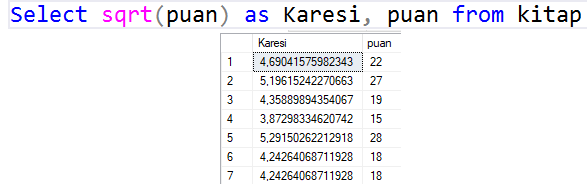 Select sqrt(puan) as Karesi, puan from kitap
Karesi puan
1 4,69041575982343 22
2 5,19615242270663 27
3 4,35889894354067 19
4 3,87298334620742 15
5 5,29150262212918 28
6 4,24264068711928 18
7 4,24264068711928 18